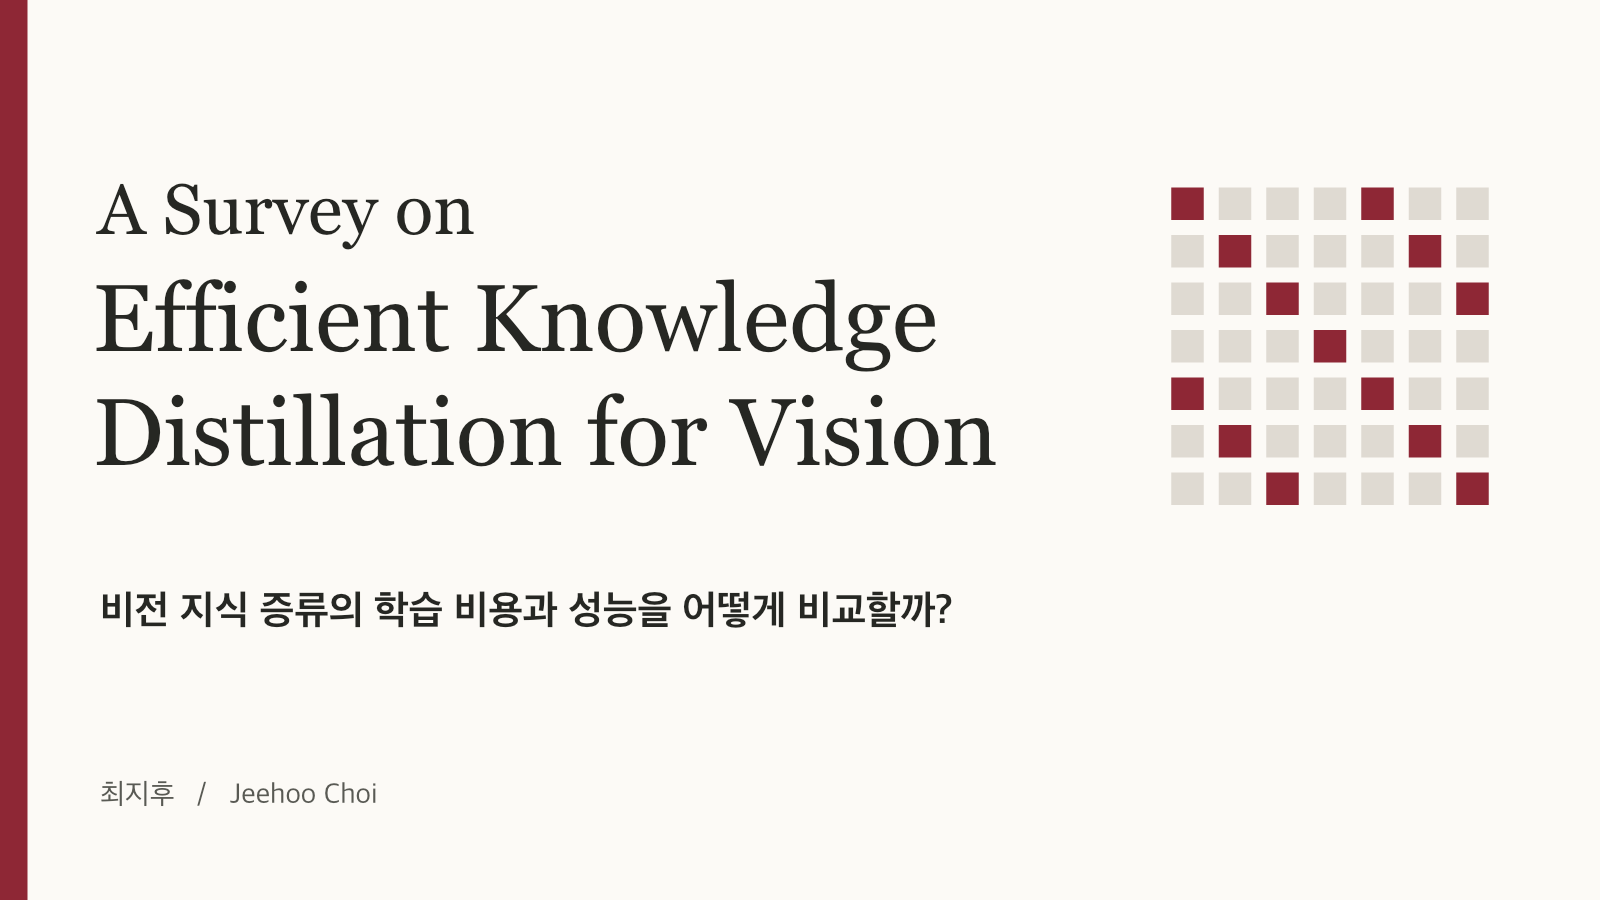 A Survey on
Efficient Knowledge
Distillation for Vision
비전 지식 증류의 학습 비용과 성능을 어떻게 비교할까?
최지후 / Jeehoo Choi